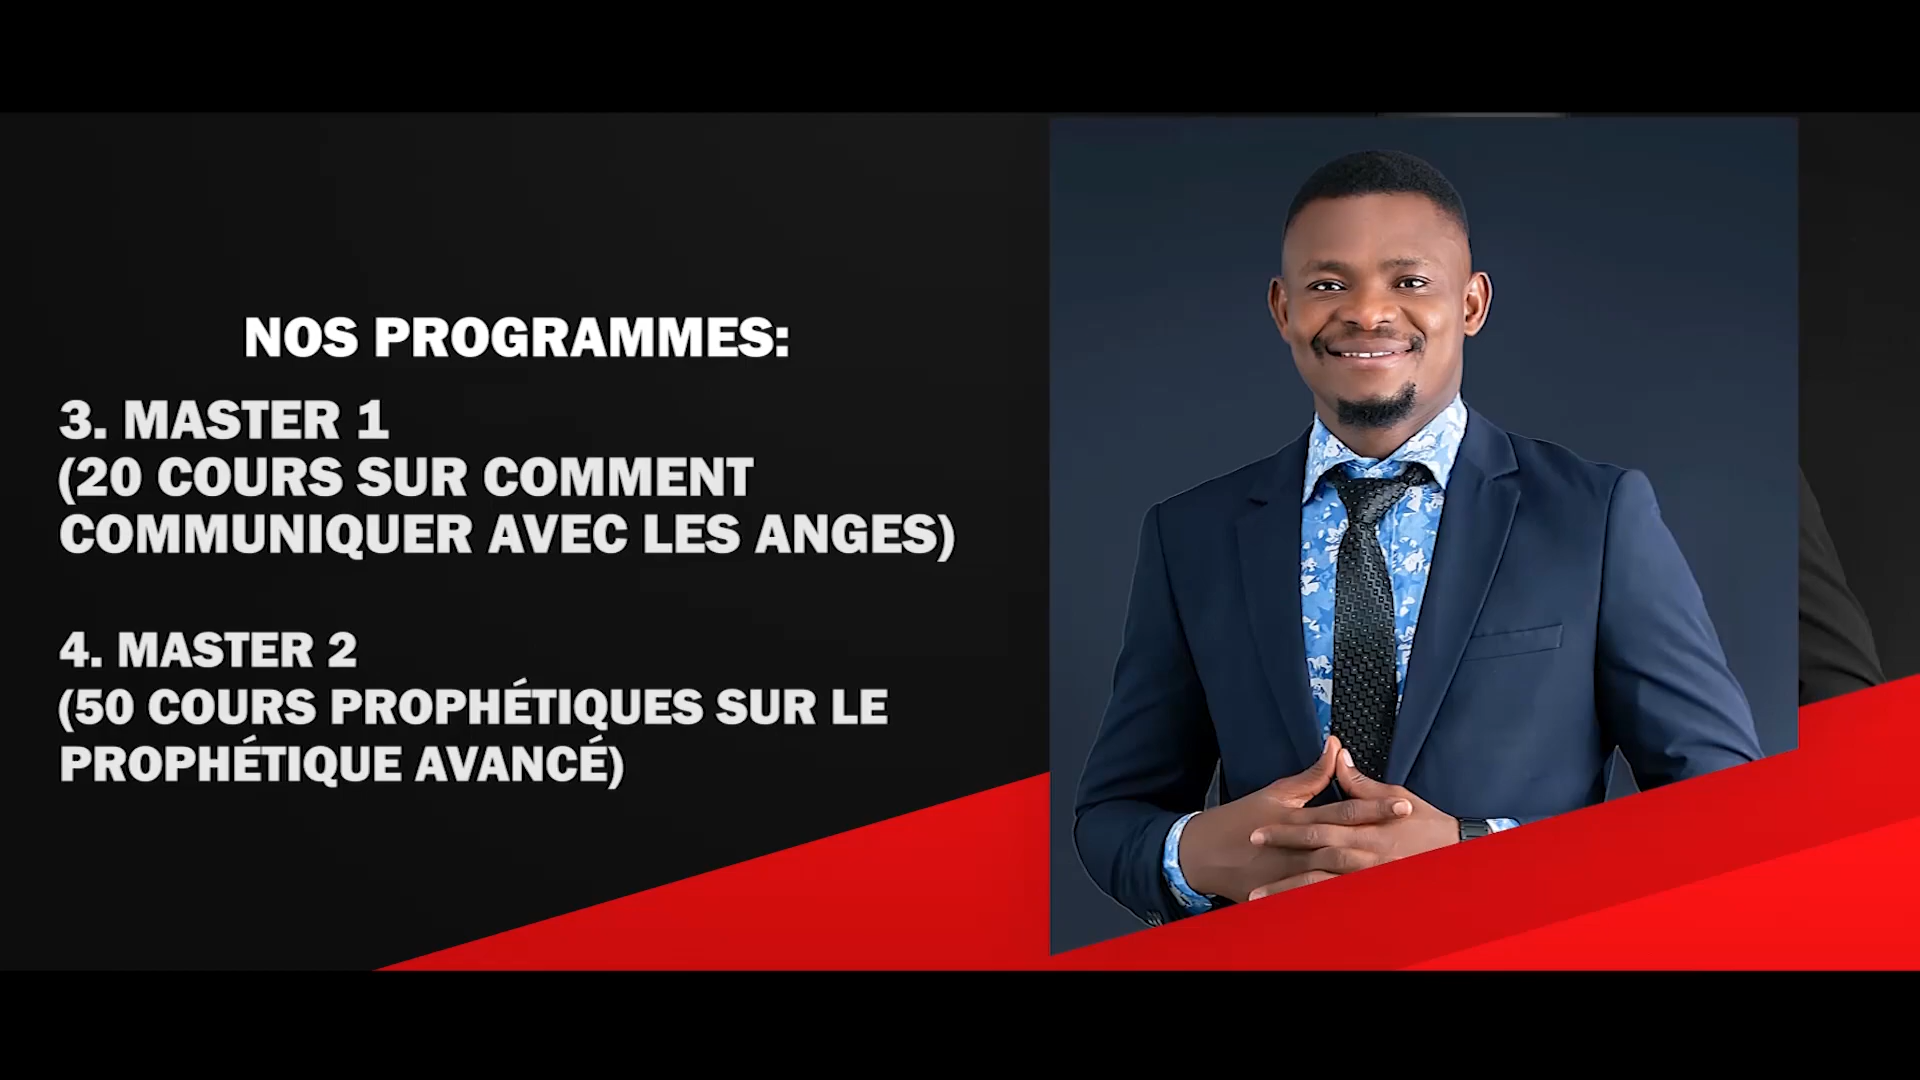 NOS PROGRAMMES:
3. MASTER 1
(20 COURS SUR COMMENT
COMMUNIQUER AVEC LES ANGES)
4. MASTER 2
(50 COURS PROPHÉTIQUES SUR LE
PROPHÉTIQUE AVANCÉ)